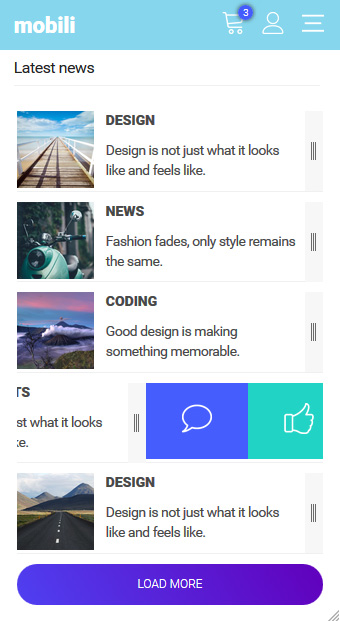 mobili
3
Latest news
DESIGN
Design is not just what it looks
like and feels like.
NEWS
Fashion fades, only style remains
the same.
CODING
Good design is making
something memorable.
TS
st what it looks
ke.
DESIGN
Design is not just what it looks
like and feels like.
LOAD MORE